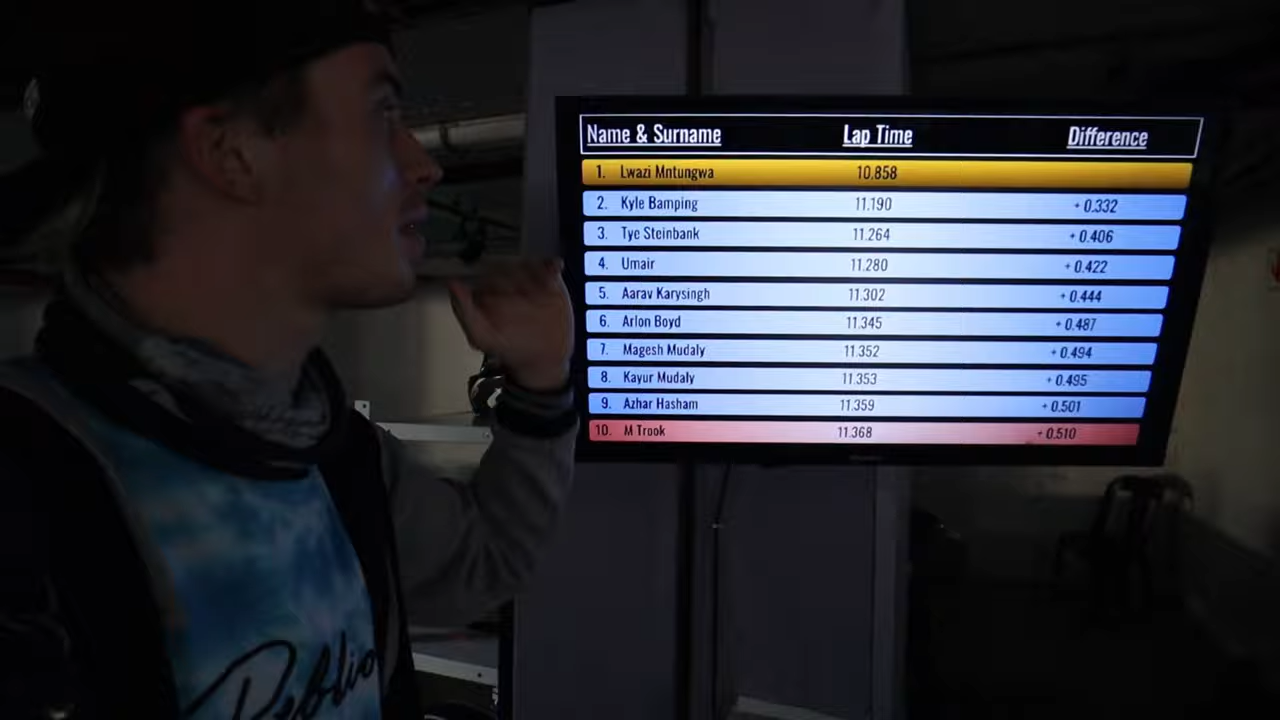 Name & Surname Lap Time Difference
1. Lwazi Mntungwa 10.858
2. Kyle Bamping 11.190 + 0.332
3. Tye Steinbank 11.264 + 0.406
4. Umair 11.280 + 0.422
5. Aarav Karysingh 11.302 + 0.444
6. Arlon Boyd 11.345 + 0.487
7. Magesh Mudaly 11.352 + 0.494
8. Kayur Mudaly 11.353 + 0.495
9. Azhar Hasham 11.359 + 0.501
10. M Trook 11.368 + 0.510